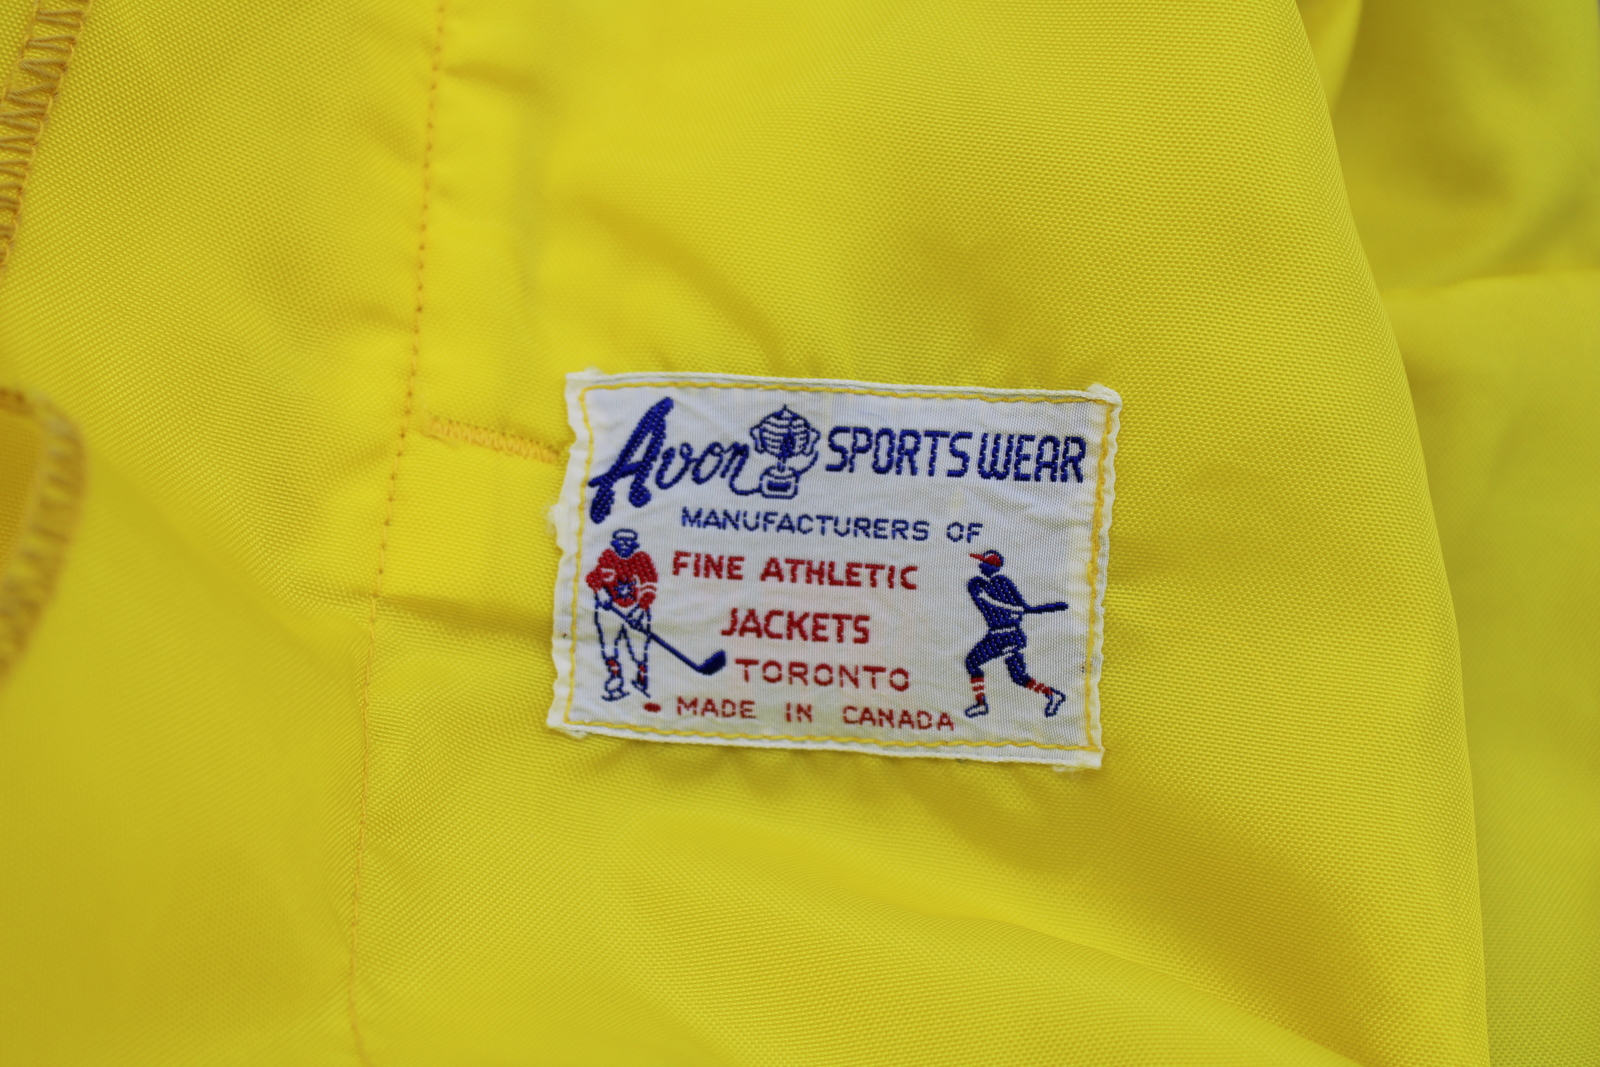 Avon SPORTSWEAR
MANUFACTURERS OF
FINE ATHLETIC
JACKETS
TORONTO
MADE IN CANADA